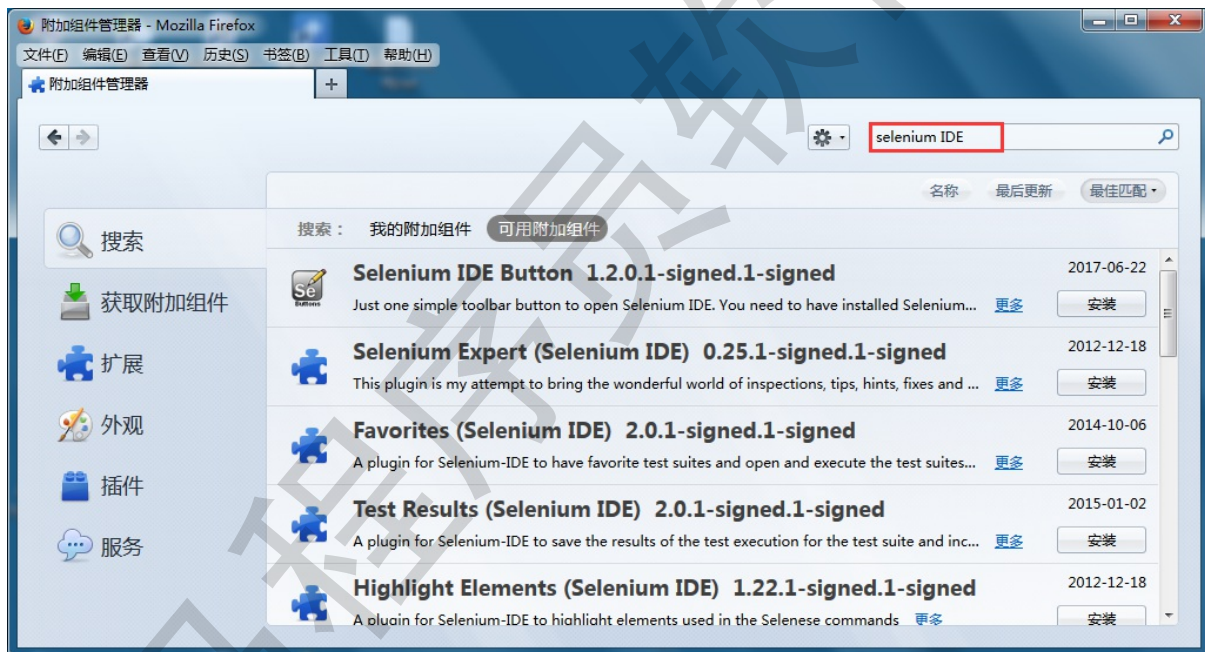 附加组件管理器 - Mozilla Firefox
文件(F) 编辑(E) 查看(V) 历史(S) 书签(B) 工具(T) 帮助(H)
附加组件管理器 +
selenium IDE
名称 最后更新 最佳匹配
搜索： 我的附加组件 可用附加组件
搜索
获取附加组件
扩展
外观
插件
服务
Selenium IDE Button 1.2.0.1-signed.1-signed 2017-06-22
Just one simple toolbar button to open Selenium IDE. You need to have installed Selenium... 更多 安装
Selenium Expert (Selenium IDE) 0.25.1-signed.1-signed 2012-12-18
This plugin is my attempt to bring the wonderful world of inspections, tips, hints, fixes and ... 更多 安装
Favorites (Selenium IDE) 2.0.1-signed.1-signed 2014-10-06
A plugin for Selenium-IDE to have favorite test suites and open and execute the test suites... 更多 安装
Test Results (Selenium IDE) 2.0.1-signed.1-signed 2015-01-02
A plugin for Selenium-IDE to save the results of the test execution for the test suite and inc... 更多 安装
Highlight Elements (Selenium IDE) 1.22.1-signed.1-signed 2012-12-18
A plugin for Selenium-IDE to highlight elements used in the Selenese commands 更多 安装
程序员软